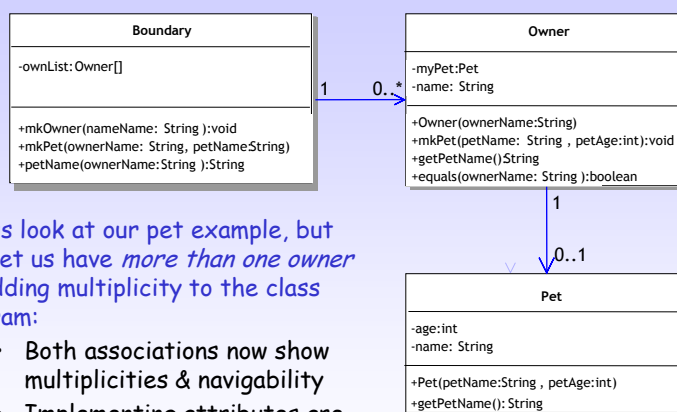 Boundary
-ownList: Owner[]
+mkOwner(nameName: String ):void
+mkPet(ownerName: String, petName:String)
+petName(ownerName:String ):String
1
0..*
Owner
-myPet:Pet
-name: String
+Owner(ownerName:String)
+mkPet(petName: String , petAge:int):void
+getPetName():String
+equals(ownerName: String ):boolean
1
0..1
Pet
-age:int
-name: String
+Pet(petName:String , petAge:int)
+getPetName(): String
s look at our pet example, but
et us have more than one owner
dding multiplicity to the class
am:
Both associations now show
multiplicities & navigability